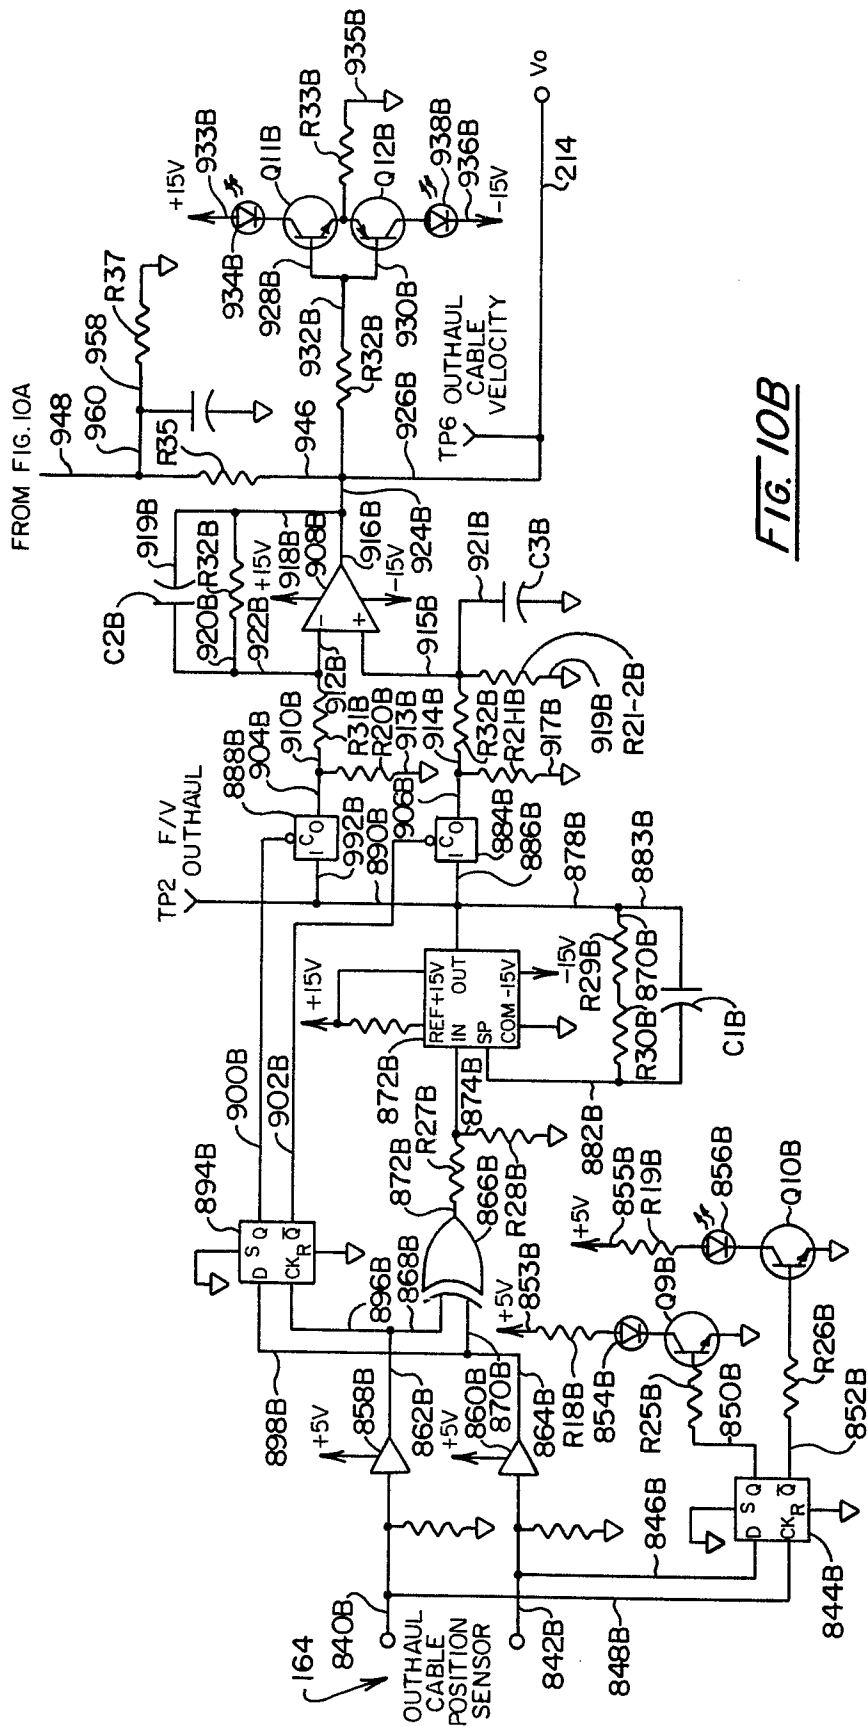 FROM FIG. 10A
948
960
958
R37
R35
946
C2B
919B
920B
R32B
922B
918B
+15V
908B
916B
-15V
924B
912B
915B
921B
C3B
919B
R21-2B
+15V
933B
934B
Q11B
928B
932B
R32B
R33B
935B
930B
Q12B
938B
936B
-15V
926B
TP6 OUTHAUL
CABLE
VELOCITY
214
Vo
TP2 F/V
OUTHAUL
888B
904B
910B
R31B
R20B
913B
I C O
992B
890B
906B
914B
R32B
R21-1B
917B
I C O
884B
886B
878B
883B
900B
902B
894B
D S Q
CK R Q̅
898B
896B
868B
872B
R27B
874B
866B
R28B
870B
+15V
872B
REF +15V
IN OUT
SP
COM -15V
-15V
R29B
870B
R30B
C1B
882B
164
840B
OUTHAUL
CABLE
POSITION
SENSOR
842B
848B
846B
844B
D S Q
CK R Q̅
+5V
858B
862B
+5V
860B
864B
+5V
853B
R18B
854B
Q9B
R25B
850B
+5V
855B
R19B
856B
Q10B
R26B
852B
FIG. 10B